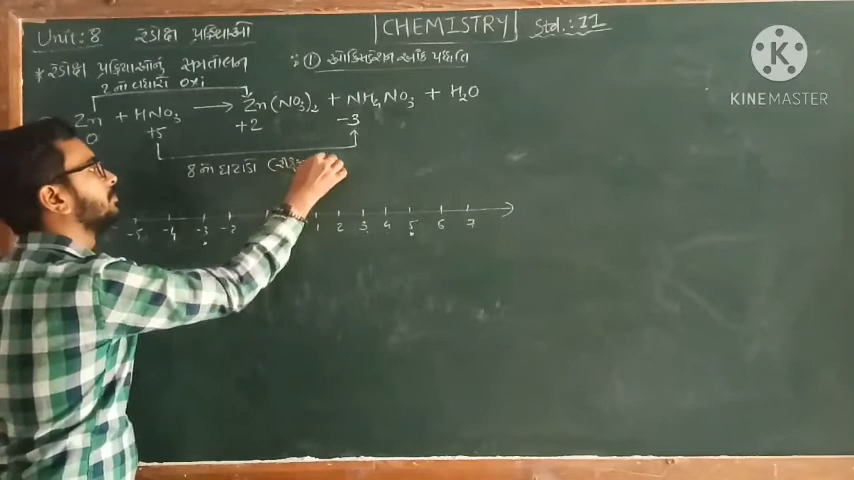 Unit: 8 રેડોક્ષ પ્રક્રિયાઓ
CHEMISTRY
Std.: 11
* રેડોક્ષ પ્રક્રિયાઓનું સમતોલન
: ① ઓક્સિડેશન આંક પદ્ધતિ
2 નો વધારો oxi
Zn + HNO₃ ⟶ Zn(NO₃)₂ + NH₄NO₃ + H₂O
0 +5 +2 -3
8 નો ઘટાડો
-5 -4 -3 -2 1 2 3 4 5 6 7
K
KINEMASTER